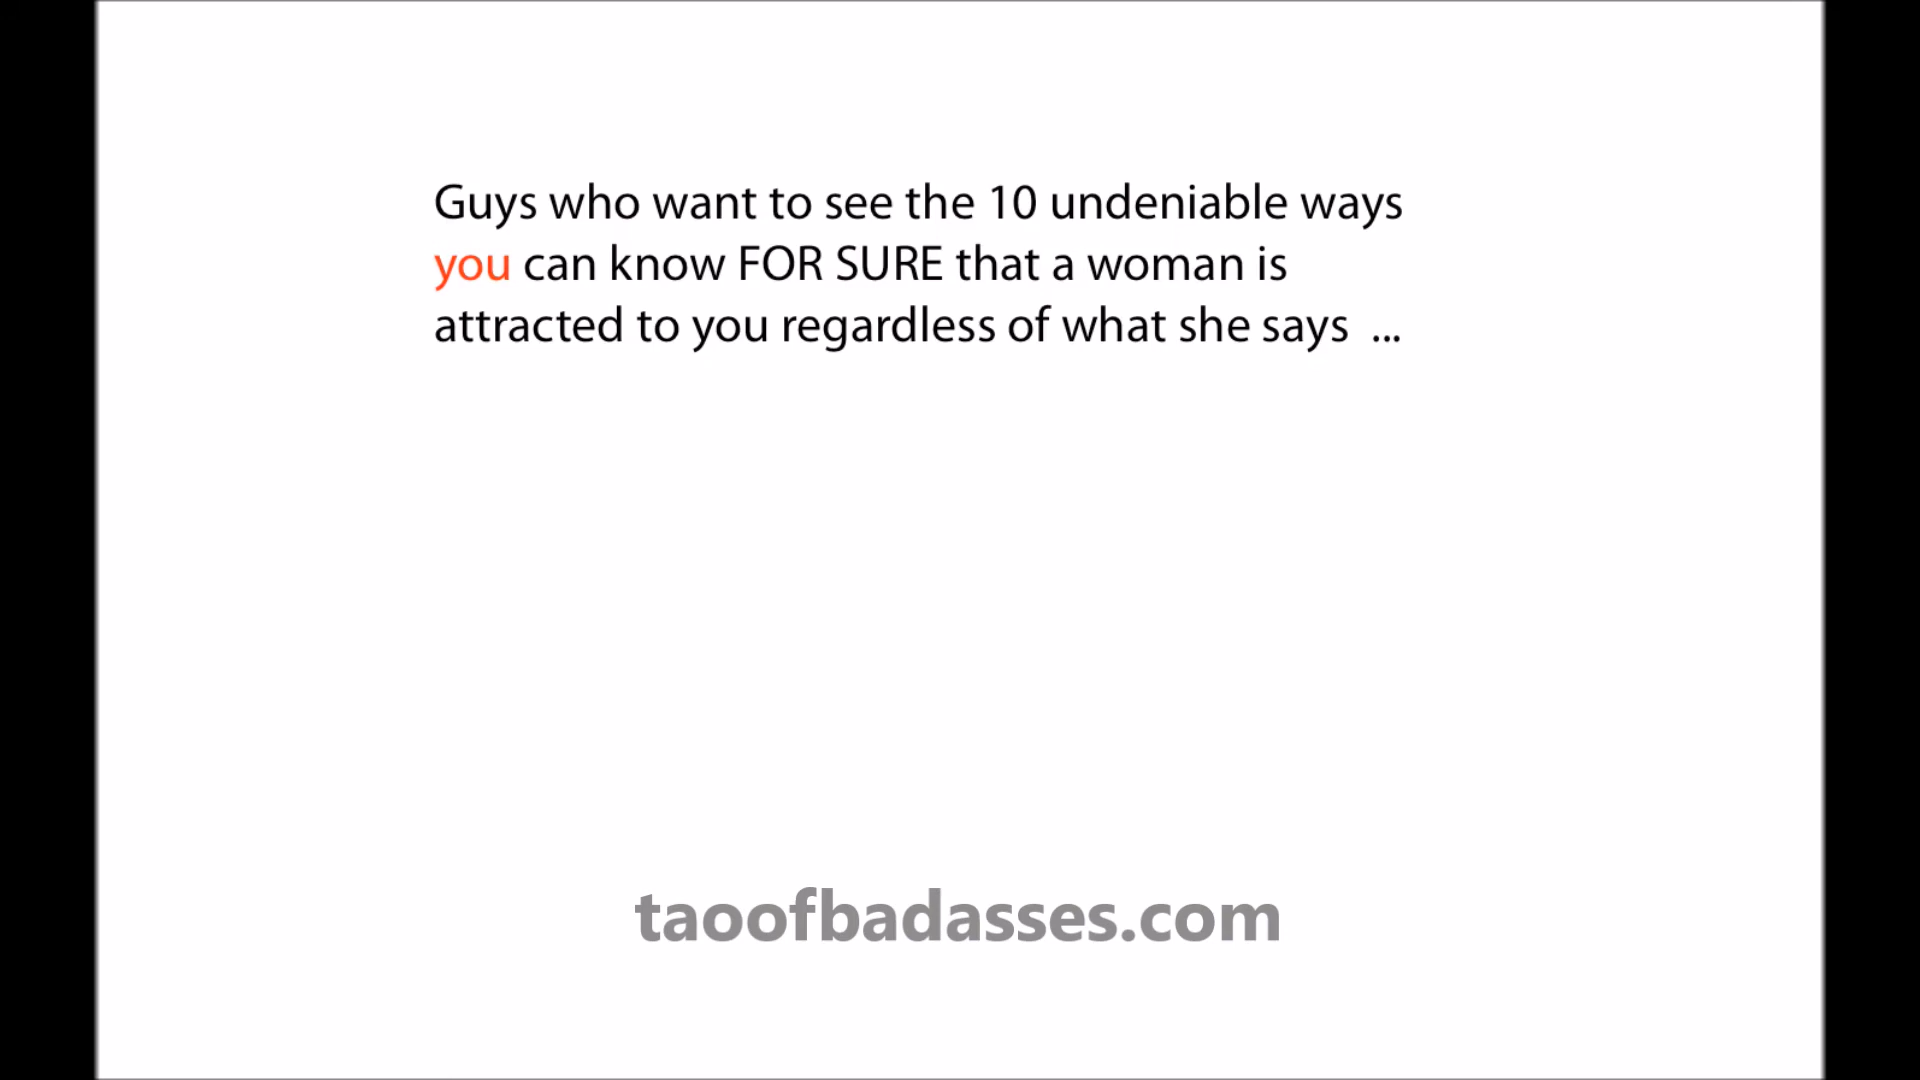 Guys who want to see the 10 undeniable ways
you can know FOR SURE that a woman is
attracted to you regardless of what she says ...
taoofbadasses.com